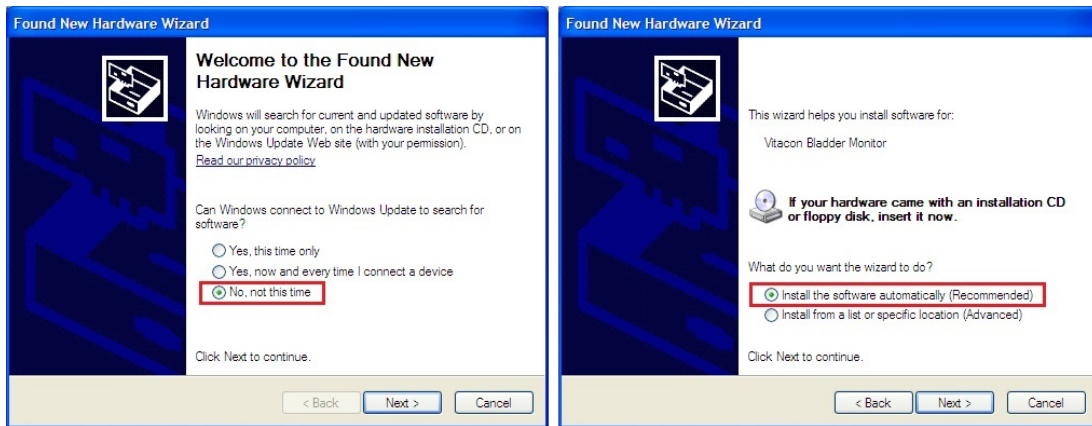 Found New Hardware Wizard
Welcome to the Found New
Hardware Wizard
Windows will search for current and updated software by
looking on your computer, on the hardware installation CD, or on
the Windows Update Web site (with your permission).
Read our privacy policy
Can Windows connect to Windows Update to search for
software?
Yes, this time only
Yes, now and every time I connect a device
No, not this time
Click Next to continue.
< Back
Next >
Cancel
Found New Hardware Wizard
This wizard helps you install software for:
Vitacon Bladder Monitor
If your hardware came with an installation CD
or floppy disk, insert it now.
What do you want the wizard to do?
Install the software automatically (Recommended)
Install from a list or specific location (Advanced)
Click Next to continue.
< Back
Next >
Cancel